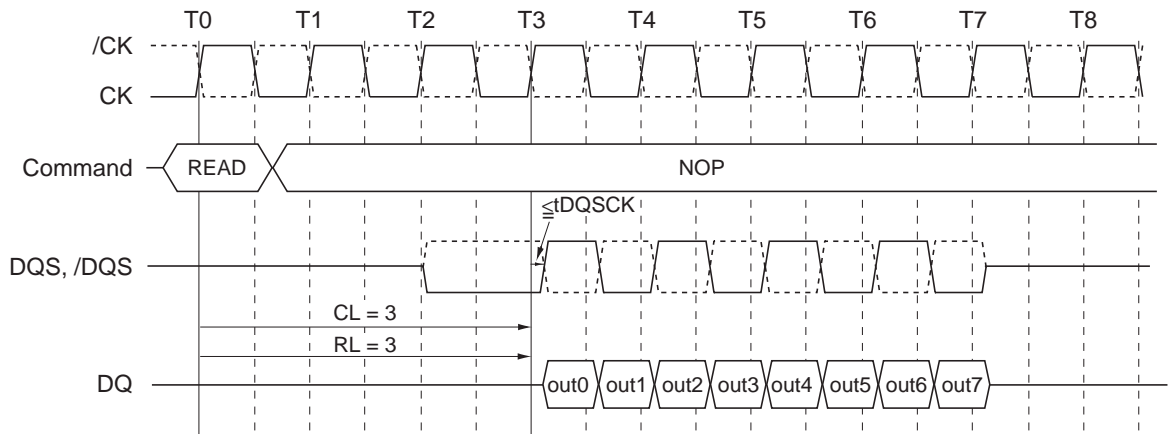 T0 T1 T2 T3 T4 T5 T6 T7 T8
/CK
CK
Command READ NOP
≦tDQSCK
DQS, /DQS
CL = 3
RL = 3
DQ out0 out1 out2 out3 out4 out5 out6 out7